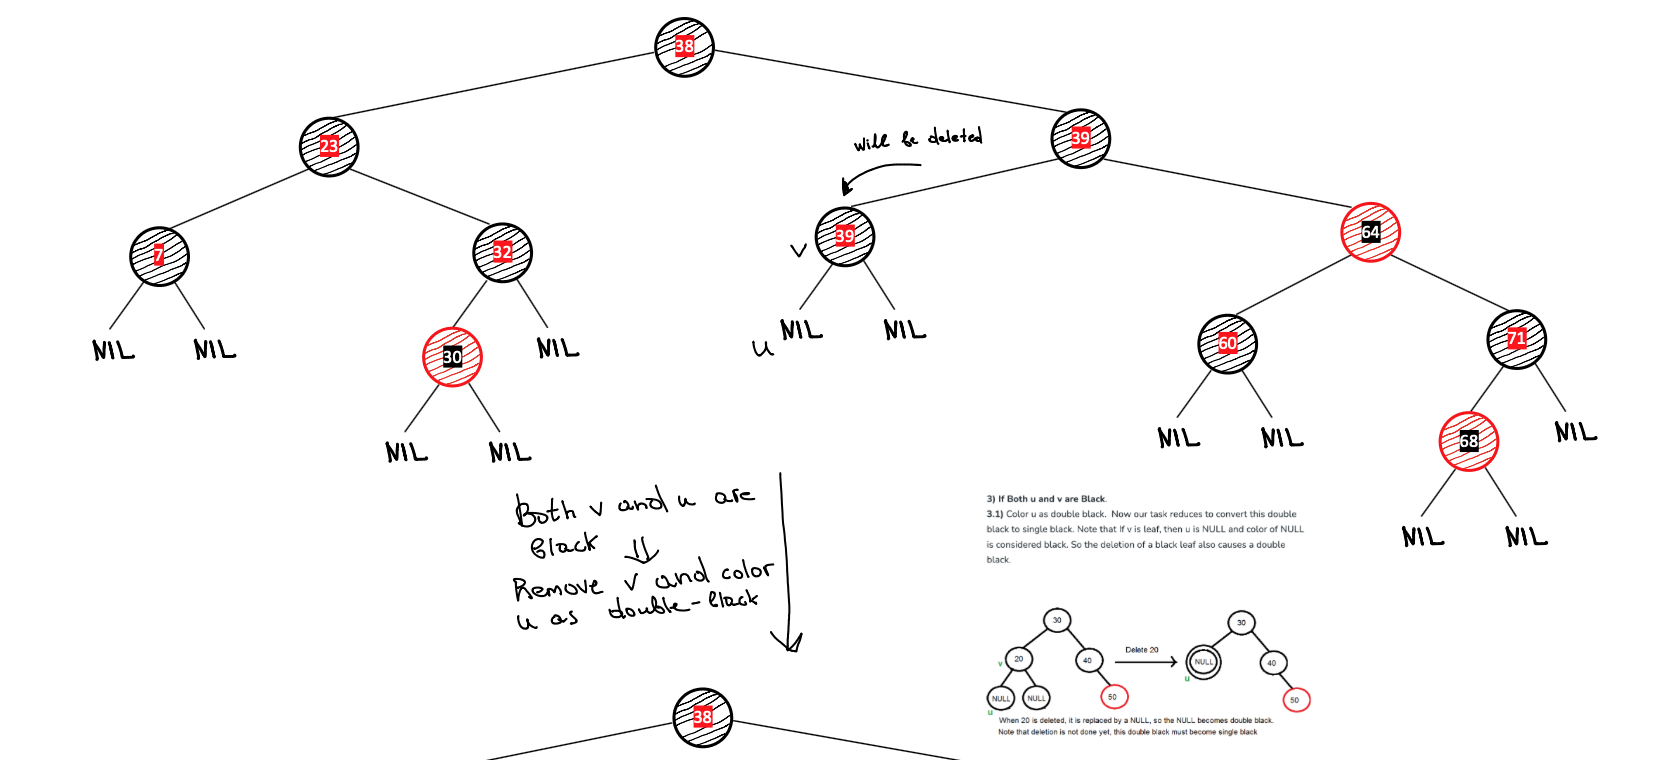 38
23
will be deleted
39
7
32
v
39
64
NIL
NIL
30
NIL
u
NIL
NIL
60
71
NIL
NIL
NIL
NIL
68
NIL
NIL
NIL
Both v and u are
black
⇓
Remove v and color
u as double-black
3) If Both u and v are Black.
3.1) Color u as double black. Now our task reduces to convert this double
black to single black. Note that If v is leaf, then u is NULL and color of NULL
is considered black. So the deletion of a black leaf also causes a double
black.
30
v
20
40
NULL
NULL
50
u
Delete 20
30
NULL
40
u
50
When 20 is deleted, it is replaced by a NULL, so the NULL becomes double black.
Note that deletion is not done yet, this double black must become single black
38